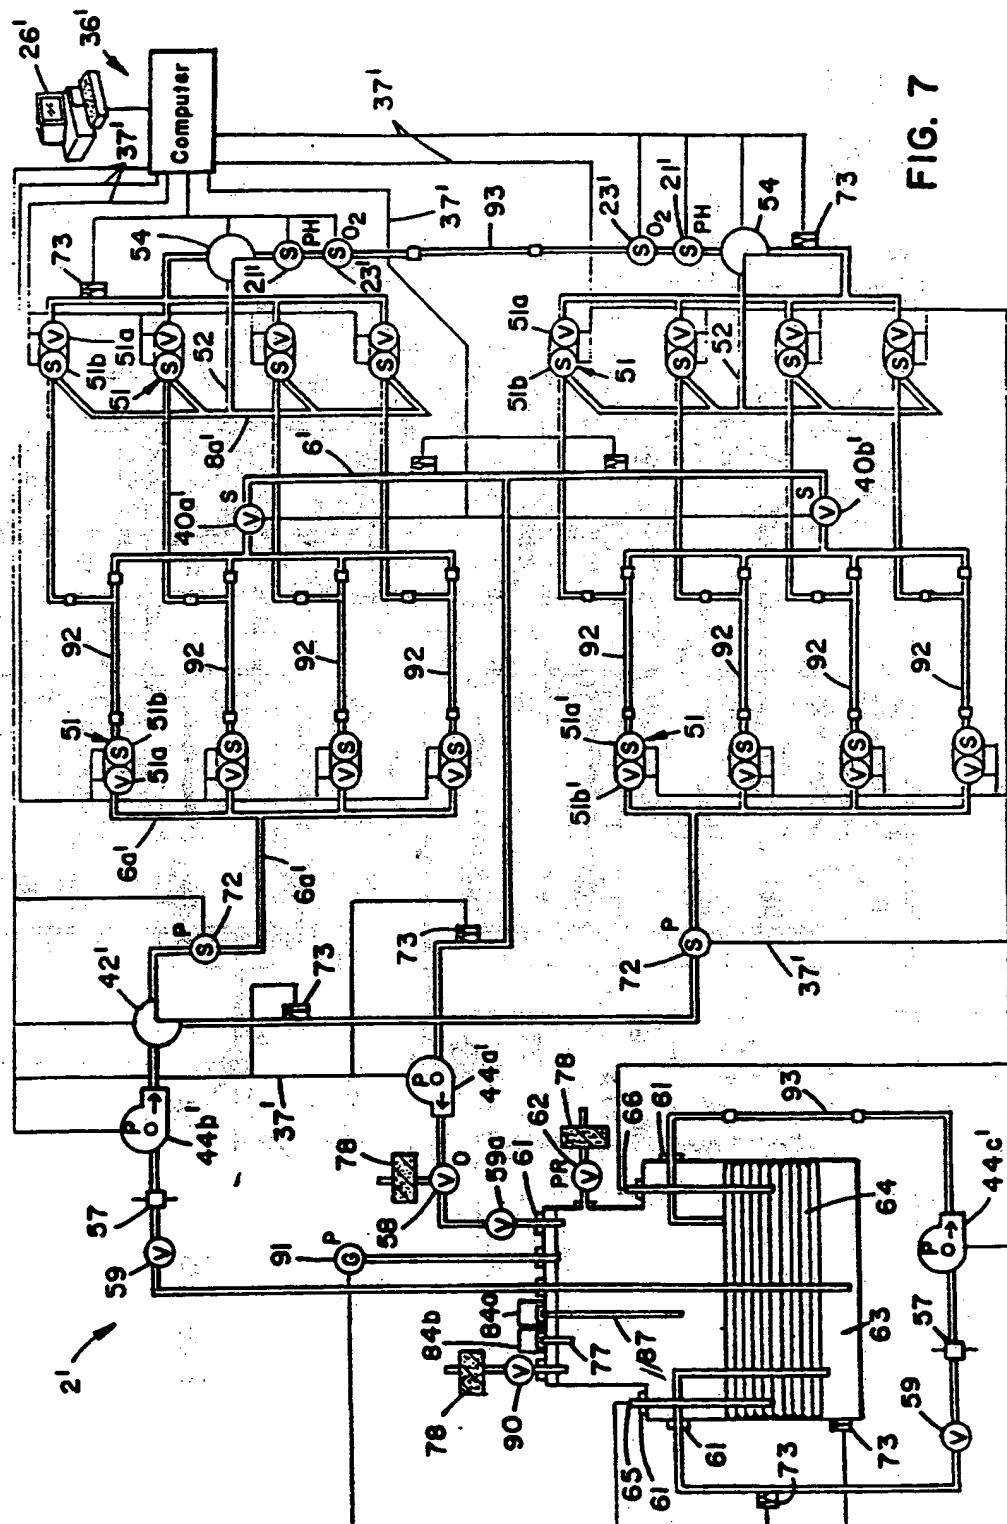 26'
36'
37'
Computer
37'
FIG. 7
73
54
PH
O2
S
S
21'
23'
37'
93
23'
O2
21'
PH
S
S
54
73
S V
S V
S V
S V
51b
51a
51
52
8a'
S V
S V
S V
S V
51a
51b
51
52
6'
40a'
S
V
S
V
40b'
92
92
92
92
92
92
92
92
51
51b
51a
V S
V S
V S
V S
51a'
51
51b'
V S
V S
V S
V S
6a'
6a'
P
S
72
42'
73
73
P
S
72
37'
P
O
44b'
37'
P
O
44a'
78
62
PR
V
78
66
61
93
57
59
V
P
G
91
78
V
O
58
59a
V
61
84a
84b
78
V
90
77
87
65
61
61
64
63
73
73
P
O
44c'
57
59
V
2'